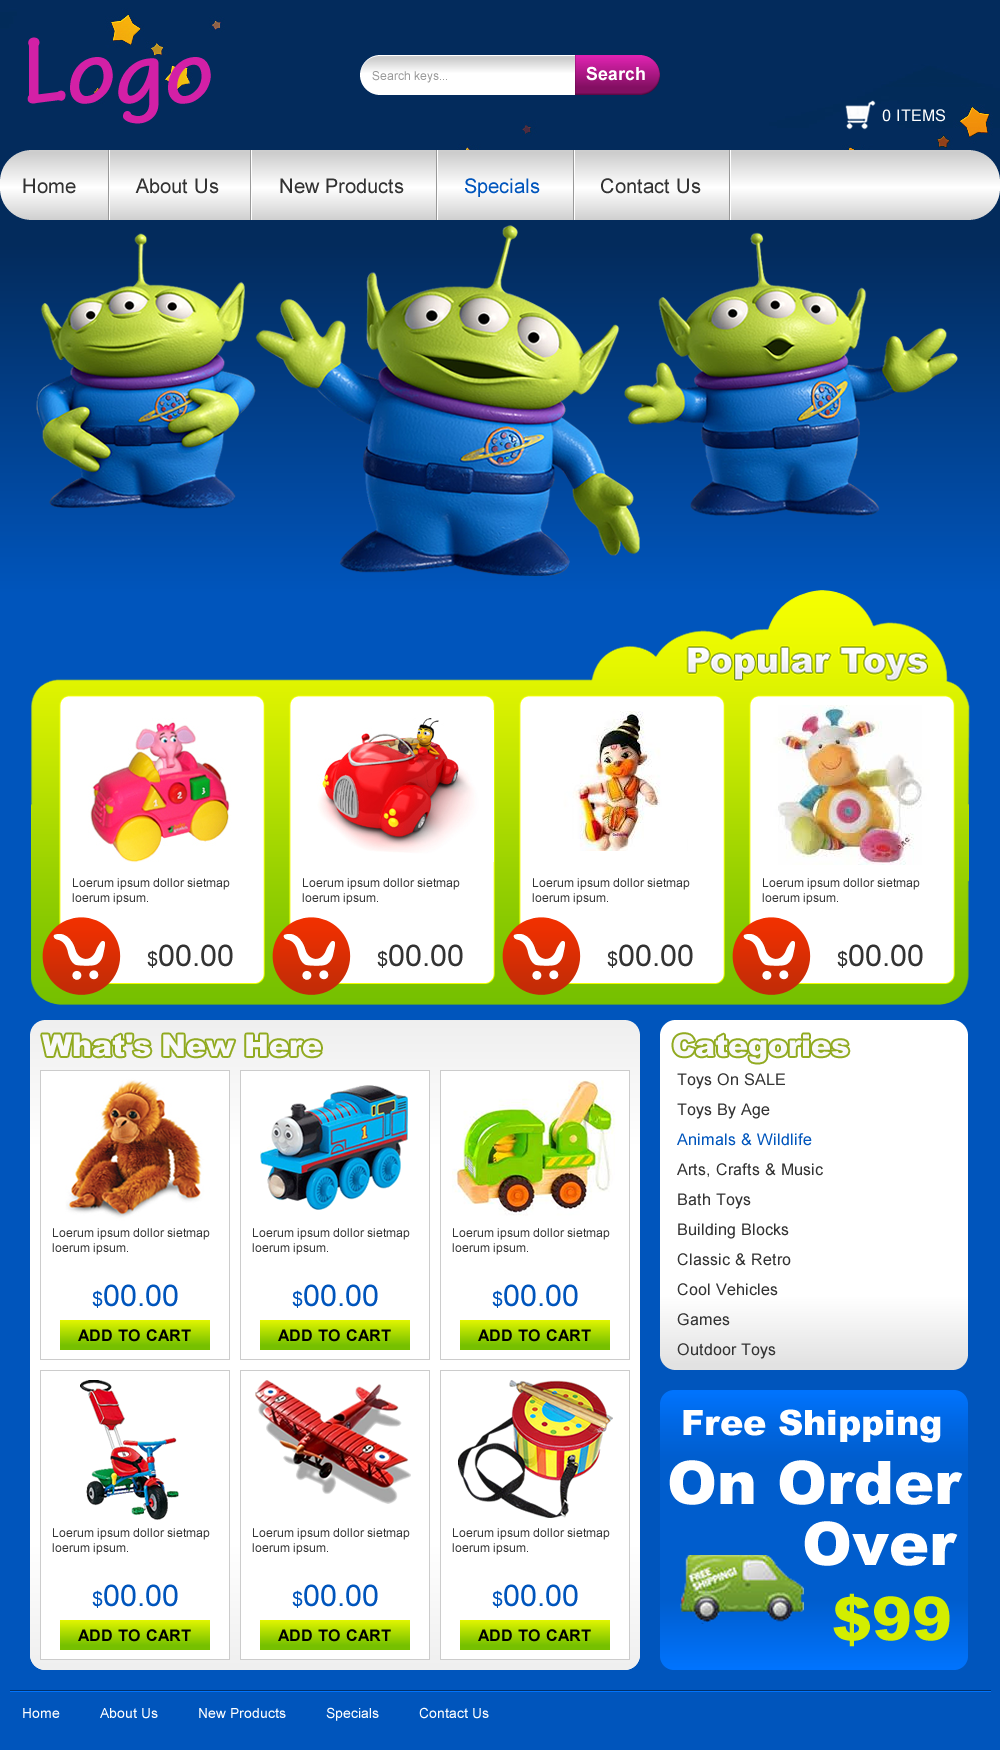 Logo
Search keys...
Search
0 ITEMS
Home
About Us
New Products
Specials
Contact Us
Popular Toys
Loerum ipsum dollor sietmap
loerum ipsum.
$00.00
Loerum ipsum dollor sietmap
loerum ipsum.
$00.00
Loerum ipsum dollor sietmap
loerum ipsum.
$00.00
Loerum ipsum dollor sietmap
loerum ipsum.
$00.00
What's New Here
Loerum ipsum dollor sietmap
loerum ipsum.
$00.00
ADD TO CART
Loerum ipsum dollor sietmap
loerum ipsum.
$00.00
ADD TO CART
Loerum ipsum dollor sietmap
loerum ipsum.
$00.00
ADD TO CART
Loerum ipsum dollor sietmap
loerum ipsum.
$00.00
ADD TO CART
Loerum ipsum dollor sietmap
loerum ipsum.
$00.00
ADD TO CART
Loerum ipsum dollor sietmap
loerum ipsum.
$00.00
ADD TO CART
Categories
Toys On SALE
Toys By Age
Animals & Wildlife
Arts, Crafts & Music
Bath Toys
Building Blocks
Classic & Retro
Cool Vehicles
Games
Outdoor Toys
Free Shipping
On Order
Over
$99
FREE
SHIPPING!
Home
About Us
New Products
Specials
Contact Us